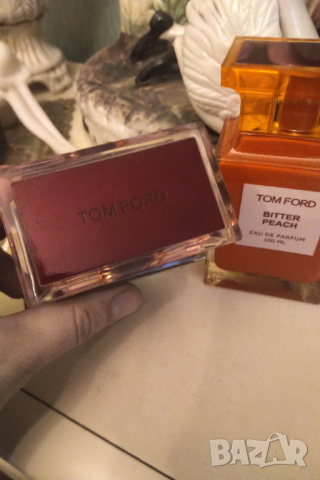 TOM FORD
TOM FORD
BITTER
PEACH
EAU DE PARFUM
100 ML
BAZAR